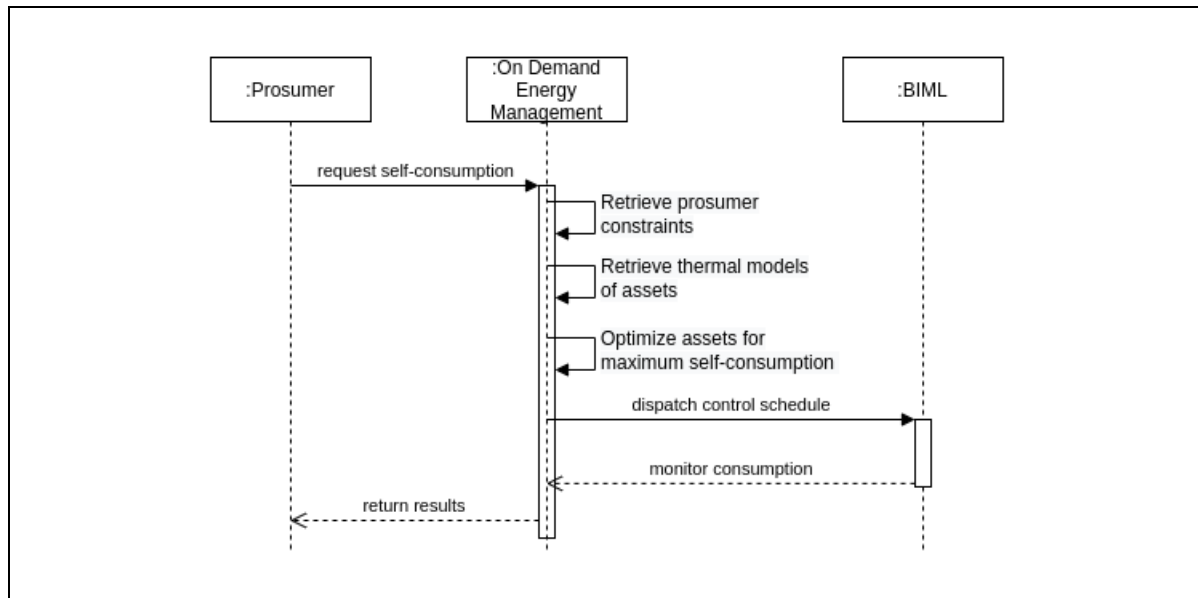 :Prosumer
:On Demand
Energy
Management
:BIML
request self-consumption
Retrieve prosumer
constraints
Retrieve thermal models
of assets
Optimize assets for
maximum self-consumption
dispatch control schedule
monitor consumption
return results